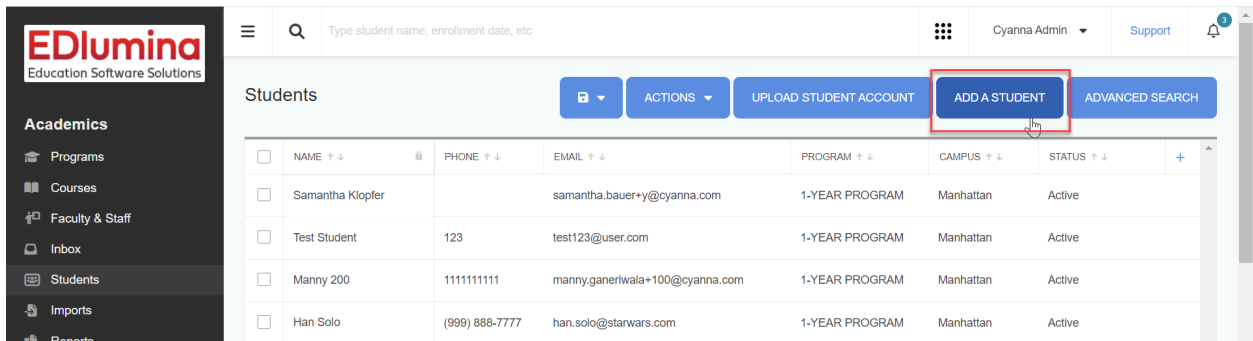 EDlumina
Education Software Solutions
Type student name, enrollment date, etc
Cyanna Admin
Support
3
Academics
Programs
Courses
Faculty & Staff
Inbox
Students
Imports
Reports
Students
ACTIONS
UPLOAD STUDENT ACCOUNT
ADD A STUDENT
ADVANCED SEARCH
NAME ↑ ↓ PHONE ↑ ↓ EMAIL ↑ ↓ PROGRAM ↑ ↓ CAMPUS ↑ ↓ STATUS ↑ ↓ +
Samantha Klopfer samantha.bauer+y@cyanna.com 1-YEAR PROGRAM Manhattan Active
Test Student 123 test123@user.com 1-YEAR PROGRAM Manhattan Active
Manny 200 1111111111 manny.ganeriwala+100@cyanna.com 1-YEAR PROGRAM Manhattan Active
Han Solo (999) 888-7777 han.solo@starwars.com 1-YEAR PROGRAM Manhattan Active